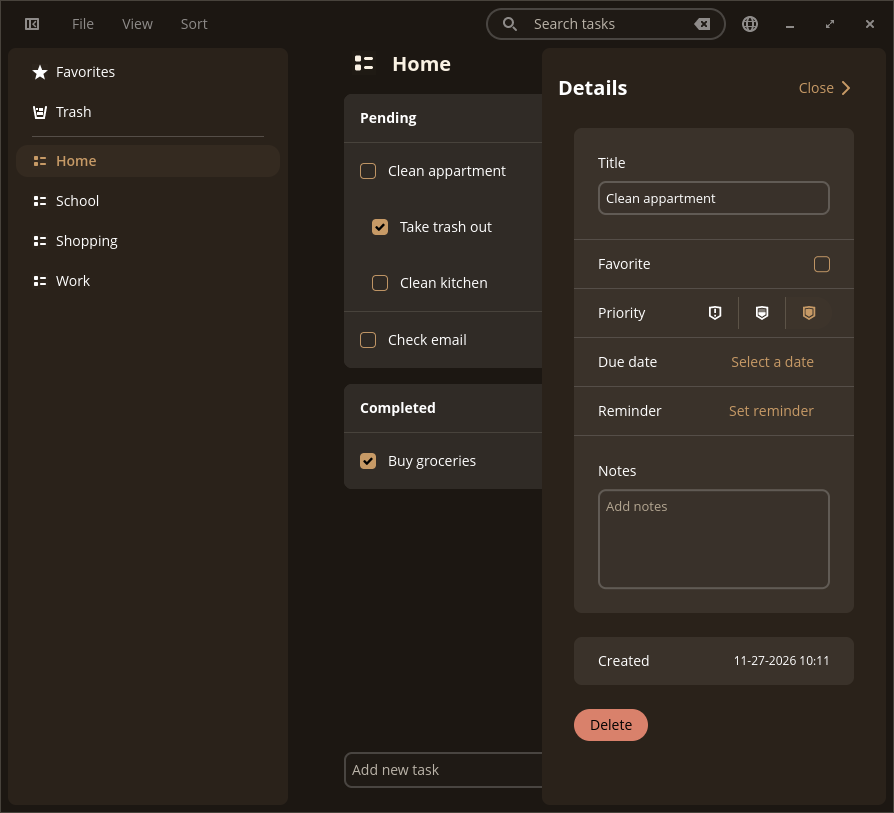 File View Sort Search tasks
Favorites
Trash
Home
School
Shopping
Work
Home
Pending
Clean appartment
Take trash out
Clean kitchen
Check email
Completed
Buy groceries
Add new task
Details Close
Title
Clean appartment
Favorite
Priority
Due date Select a date
Reminder Set reminder
Notes
Add notes
Created 11-27-2026 10:11
Delete